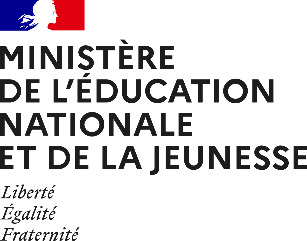 MINISTÈRE
DE L'ÉDUCATION
NATIONALE
ET DE LA JEUNESSE
Liberté
Égalité
Fraternité